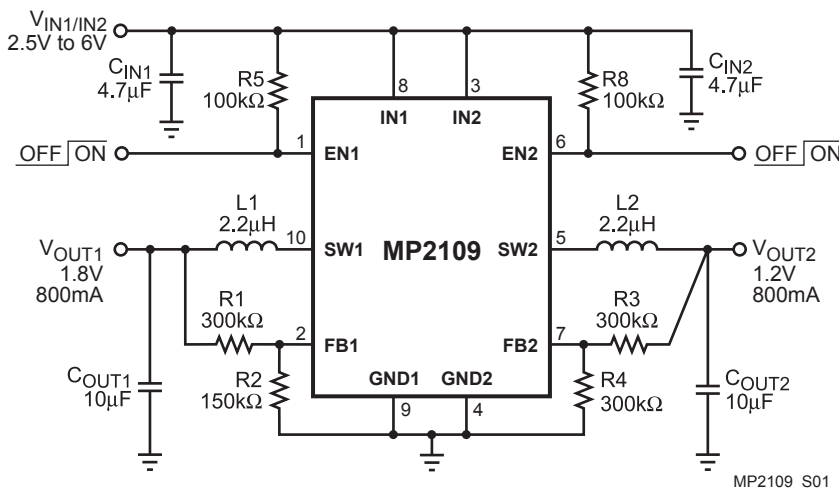 VIN1/IN2
2.5V to 6V
CIN1
4.7µF
R5
100kΩ
8
3
R8
100kΩ
CIN2
4.7µF
IN1
IN2
OFF ON
1
EN1
EN2
6
OFF ON
L1
2.2µH
L2
2.2µH
VOUT1
1.8V
800mA
10
SW1
MP2109
SW2
5
VOUT2
1.2V
800mA
R1
300kΩ
2
FB1
FB2
7
R3
300kΩ
COUT1
10µF
R2
150kΩ
GND1
GND2
9
4
R4
300kΩ
COUT2
10µF
MP2109_S01